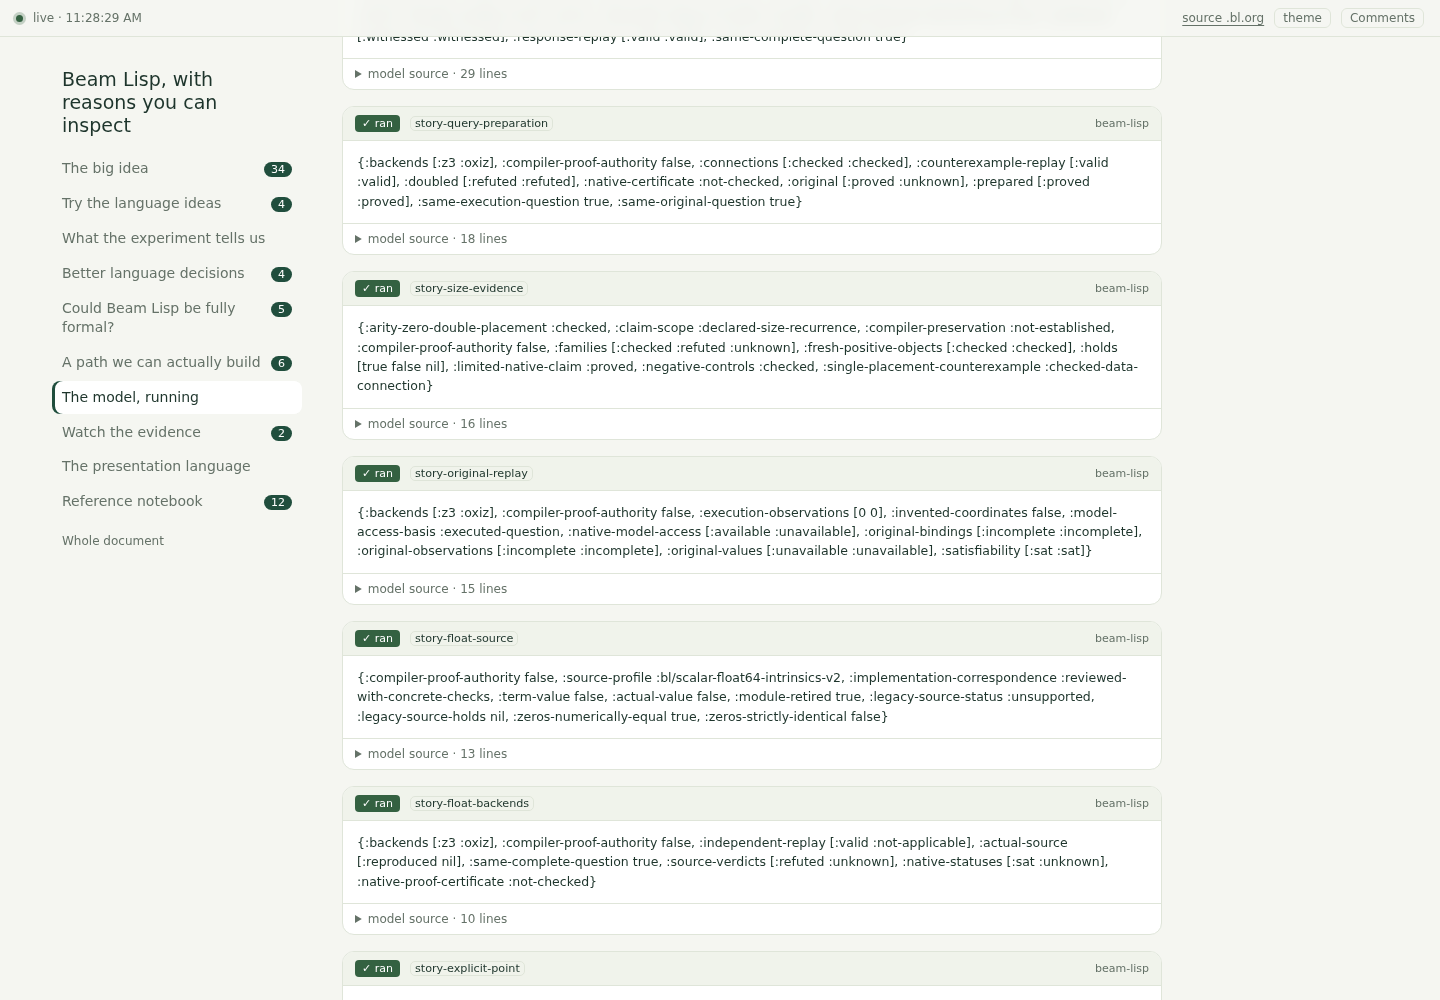 live · 11:28:29 AM
source .bl.org
theme
Comments
Beam Lisp, with
reasons you can
inspect
The big idea
34
Try the language ideas
4
What the experiment tells us
Better language decisions
4
Could Beam Lisp be fully
formal?
5
A path we can actually build
6
The model, running
Watch the evidence
2
The presentation language
Reference notebook
12
Whole document
[:witnessed :witnessed], :response-replay [:valid :valid], :same-complete-question true}
▶ model source · 29 lines
✓ ran
story-query-preparation
beam-lisp
{:backends [:z3 :oxiz], :compiler-proof-authority false, :connections [:checked :checked], :counterexample-replay [:valid
:valid], :doubled [:refuted :refuted], :native-certificate :not-checked, :original [:proved :unknown], :prepared [:proved
:proved], :same-execution-question true, :same-original-question true}
▶ model source · 18 lines
✓ ran
story-size-evidence
beam-lisp
{:arity-zero-double-placement :checked, :claim-scope :declared-size-recurrence, :compiler-preservation :not-established,
:compiler-proof-authority false, :families [:checked :refuted :unknown], :fresh-positive-objects [:checked :checked], :holds
[true false nil], :limited-native-claim :proved, :negative-controls :checked, :single-placement-counterexample :checked-data-
connection}
▶ model source · 16 lines
✓ ran
story-original-replay
beam-lisp
{:backends [:z3 :oxiz], :compiler-proof-authority false, :execution-observations [0 0], :invented-coordinates false, :model-
access-basis :executed-question, :native-model-access [:available :unavailable], :original-bindings [:incomplete :incomplete],
:original-observations [:incomplete :incomplete], :original-values [:unavailable :unavailable], :satisfiability [:sat :sat]}
▶ model source · 15 lines
✓ ran
story-float-source
beam-lisp
{:compiler-proof-authority false, :source-profile :bl/scalar-float64-intrinsics-v2, :implementation-correspondence :reviewed-
with-concrete-checks, :term-value false, :actual-value false, :module-retired true, :legacy-source-status :unsupported,
:legacy-source-holds nil, :zeros-numerically-equal true, :zeros-strictly-identical false}
▶ model source · 13 lines
✓ ran
story-float-backends
beam-lisp
{:backends [:z3 :oxiz], :compiler-proof-authority false, :independent-replay [:valid :not-applicable], :actual-source
[:reproduced nil], :same-complete-question true, :source-verdicts [:refuted :unknown], :native-statuses [:sat :unknown],
:native-proof-certificate :not-checked}
▶ model source · 10 lines
✓ ran
story-explicit-point
beam-lisp